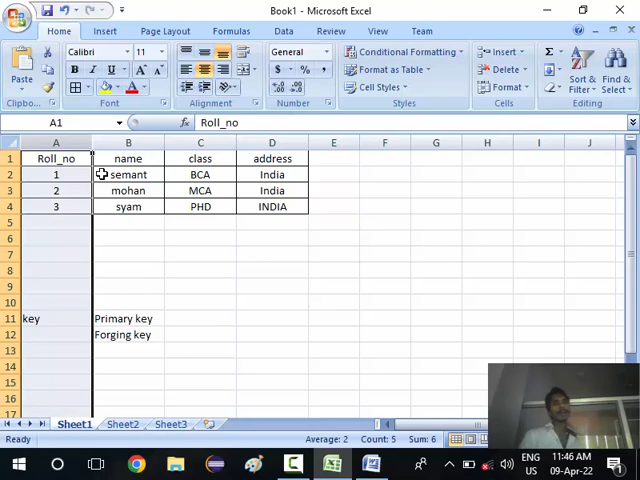 Book1 - Microsoft Excel
Home Insert Page Layout Formulas Data Review View Team
Paste Calibri 11 General Conditional Formatting Insert Σ
B I U $ % , Format as Table Delete Sort & Filter Find & Select
A A Cell Styles Format
Clipboard Font Alignment Number Styles Cells Editing
A1 fx Roll_no
A B C D E F G H I J
1 Roll_no name class address
2 1 semant BCA India
3 2 mohan MCA India
4 3 syam PHD INDIA
5
6
7
8
9
10
11 key Primary key
12 Forging key
13
14
15
16
17
Sheet1 Sheet2 Sheet3
Ready Average: 2 Count: 5 Sum: 6
ENG 11:46 AM
US 09-Apr-22